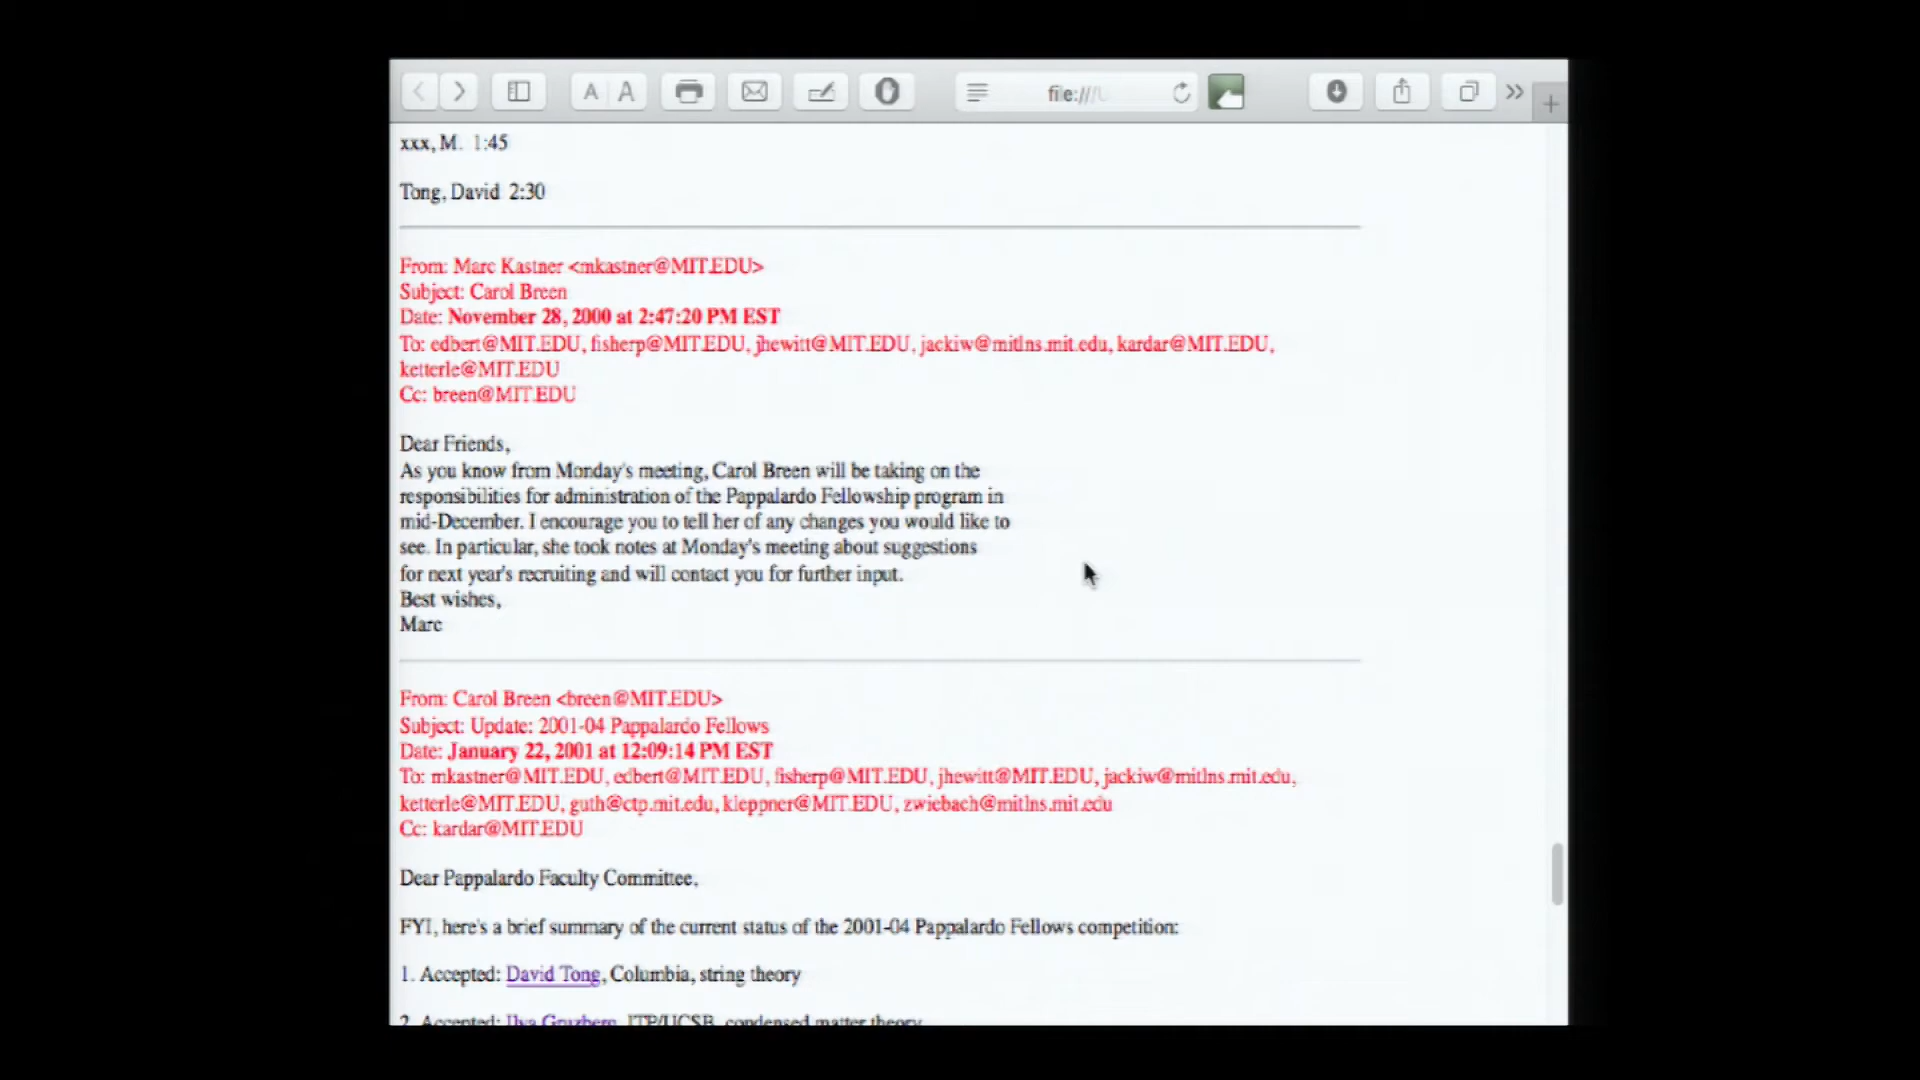 A A
file:///U
xxx, M. 1:45
Tong, David 2:30
From: Marc Kastner <mkastner@MIT.EDU>
Subject: Carol Breen
Date: November 28, 2000 at 2:47:20 PM EST
To: edbert@MIT.EDU, fisherp@MIT.EDU, jhewitt@MIT.EDU, jackiw@mitlns.mit.edu, kardar@MIT.EDU,
ketterle@MIT.EDU
Cc: breen@MIT.EDU
Dear Friends,
As you know from Monday's meeting, Carol Breen will be taking on the
responsibilities for administration of the Pappalardo Fellowship program in
mid-December. I encourage you to tell her of any changes you would like to
see. In particular, she took notes at Monday's meeting about suggestions
for next year's recruiting and will contact you for further input.
Best wishes,
Marc
From: Carol Breen <breen@MIT.EDU>
Subject: Update: 2001-04 Pappalardo Fellows
Date: January 22, 2001 at 12:09:14 PM EST
To: mkastner@MIT.EDU, edbert@MIT.EDU, fisherp@MIT.EDU, jhewitt@MIT.EDU, jackiw@mitlns.mit.edu,
ketterle@MIT.EDU, guth@ctp.mit.edu, kleppner@MIT.EDU, zwiebach@mitlns.mit.edu
Cc: kardar@MIT.EDU
Dear Pappalardo Faculty Committee,
FYI, here's a brief summary of the current status of the 2001-04 Pappalardo Fellows competition:
1. Accepted: David Tong, Columbia, string theory
2. Accepted: Ilya Gruzberg, ITP/UCSB, condensed matter theory